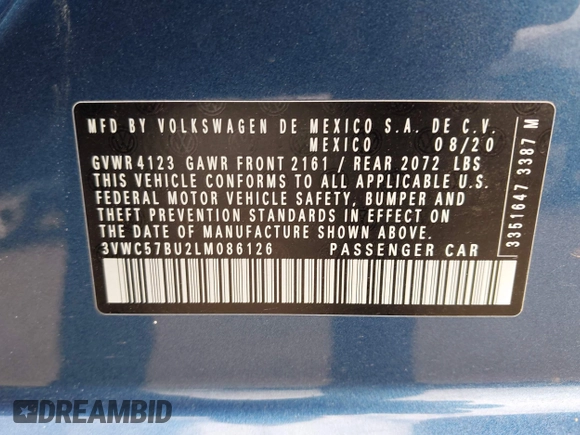 MFD BY VOLKSWAGEN DE MEXICO S.A. DE C.V.
MEXICO 08/20
GVWR 4123 GAWR FRONT 2161 / REAR 2072 LBS
THIS VEHICLE CONFORMS TO ALL APPLICABLE U.S.
FEDERAL MOTOR VEHICLE SAFETY, BUMPER AND
THEFT PREVENTION STANDARDS IN EFFECT ON
THE DATE OF MANUFACTURE SHOWN ABOVE.
3VWC57BU2LM086126 PASSENGER CAR
3351647 3387 M
DREAMBID